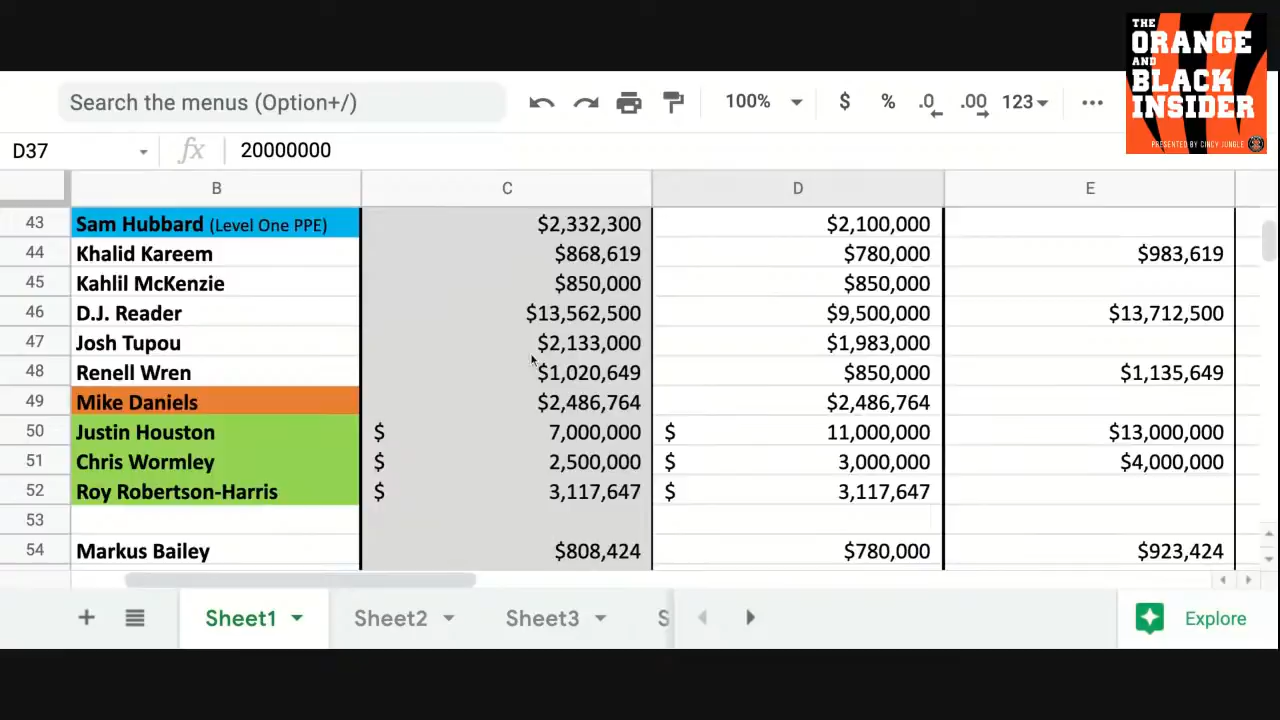 THE
ORANGE
AND
BLACK
INSIDER
PRESENTED BY CINCY JUNGLE
Search the menus (Option+/)
100%
$
%
.0
.00
123
D37
fx
20000000
B C D E
43 Sam Hubbard (Level One PPE) $2,332,300 $2,100,000
44 Khalid Kareem $868,619 $780,000 $983,619
45 Kahlil McKenzie $850,000 $850,000
46 D.J. Reader $13,562,500 $9,500,000 $13,712,500
47 Josh Tupou $2,133,000 $1,983,000
48 Renell Wren $1,020,649 $850,000 $1,135,649
49 Mike Daniels $2,486,764 $2,486,764
50 Justin Houston $ 7,000,000 $ 11,000,000 $13,000,000
51 Chris Wormley $ 2,500,000 $ 3,000,000 $4,000,000
52 Roy Robertson-Harris $ 3,117,647 $ 3,117,647
53
54 Markus Bailey $808,424 $780,000 $923,424
Sheet1 Sheet2 Sheet3 S
Explore